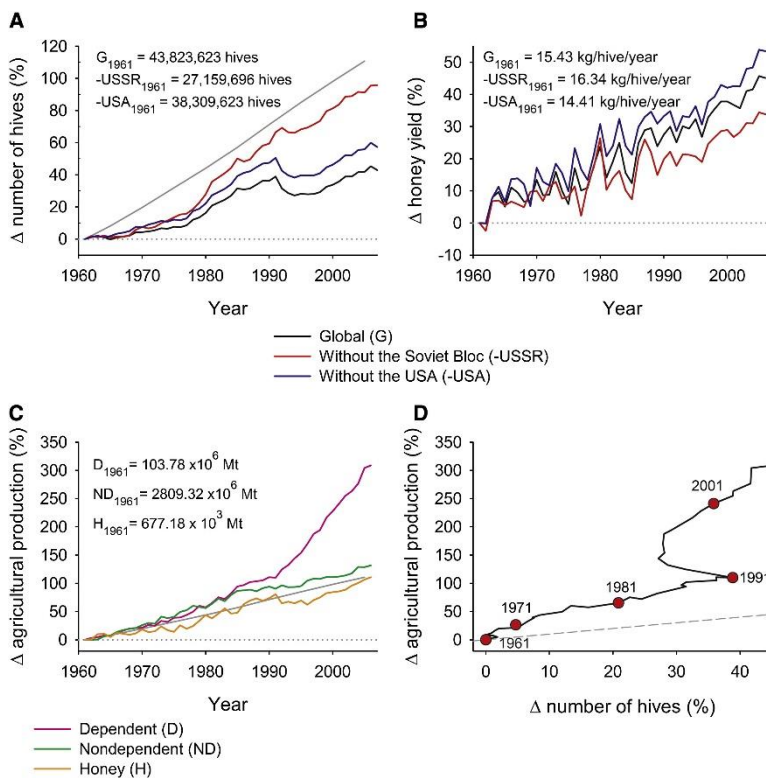 A
Δ number of hives (%)
120
100
80
60
40
20
0
G1961 = 43,823,623 hives
-USSR1961 = 27,159,696 hives
-USA1961 = 38,309,623 hives
1960 1970 1980 1990 2000
Year
B
Δ honey yield (%)
50
40
30
20
10
0
-10
G1961 = 15.43 kg/hive/year
-USSR1961 = 16.34 kg/hive/year
-USA1961 = 14.41 kg/hive/year
1960 1970 1980 1990 2000
Year
Global (G)
Without the Soviet Bloc (-USSR)
Without the USA (-USA)
C
Δ agricultural production (%)
350
300
250
200
150
100
50
0
D1961= 103.78 x10^6 Mt
ND1961= 2809.32 x10^6 Mt
H1961= 677.18 x 10^3 Mt
1960 1970 1980 1990 2000
Year
Dependent (D)
Nondependent (ND)
Honey (H)
D
Δ agricultural production (%)
350
300
250
200
150
100
50
0
2001
1991
1981
1971
1961
0 10 20 30 40
Δ number of hives (%)